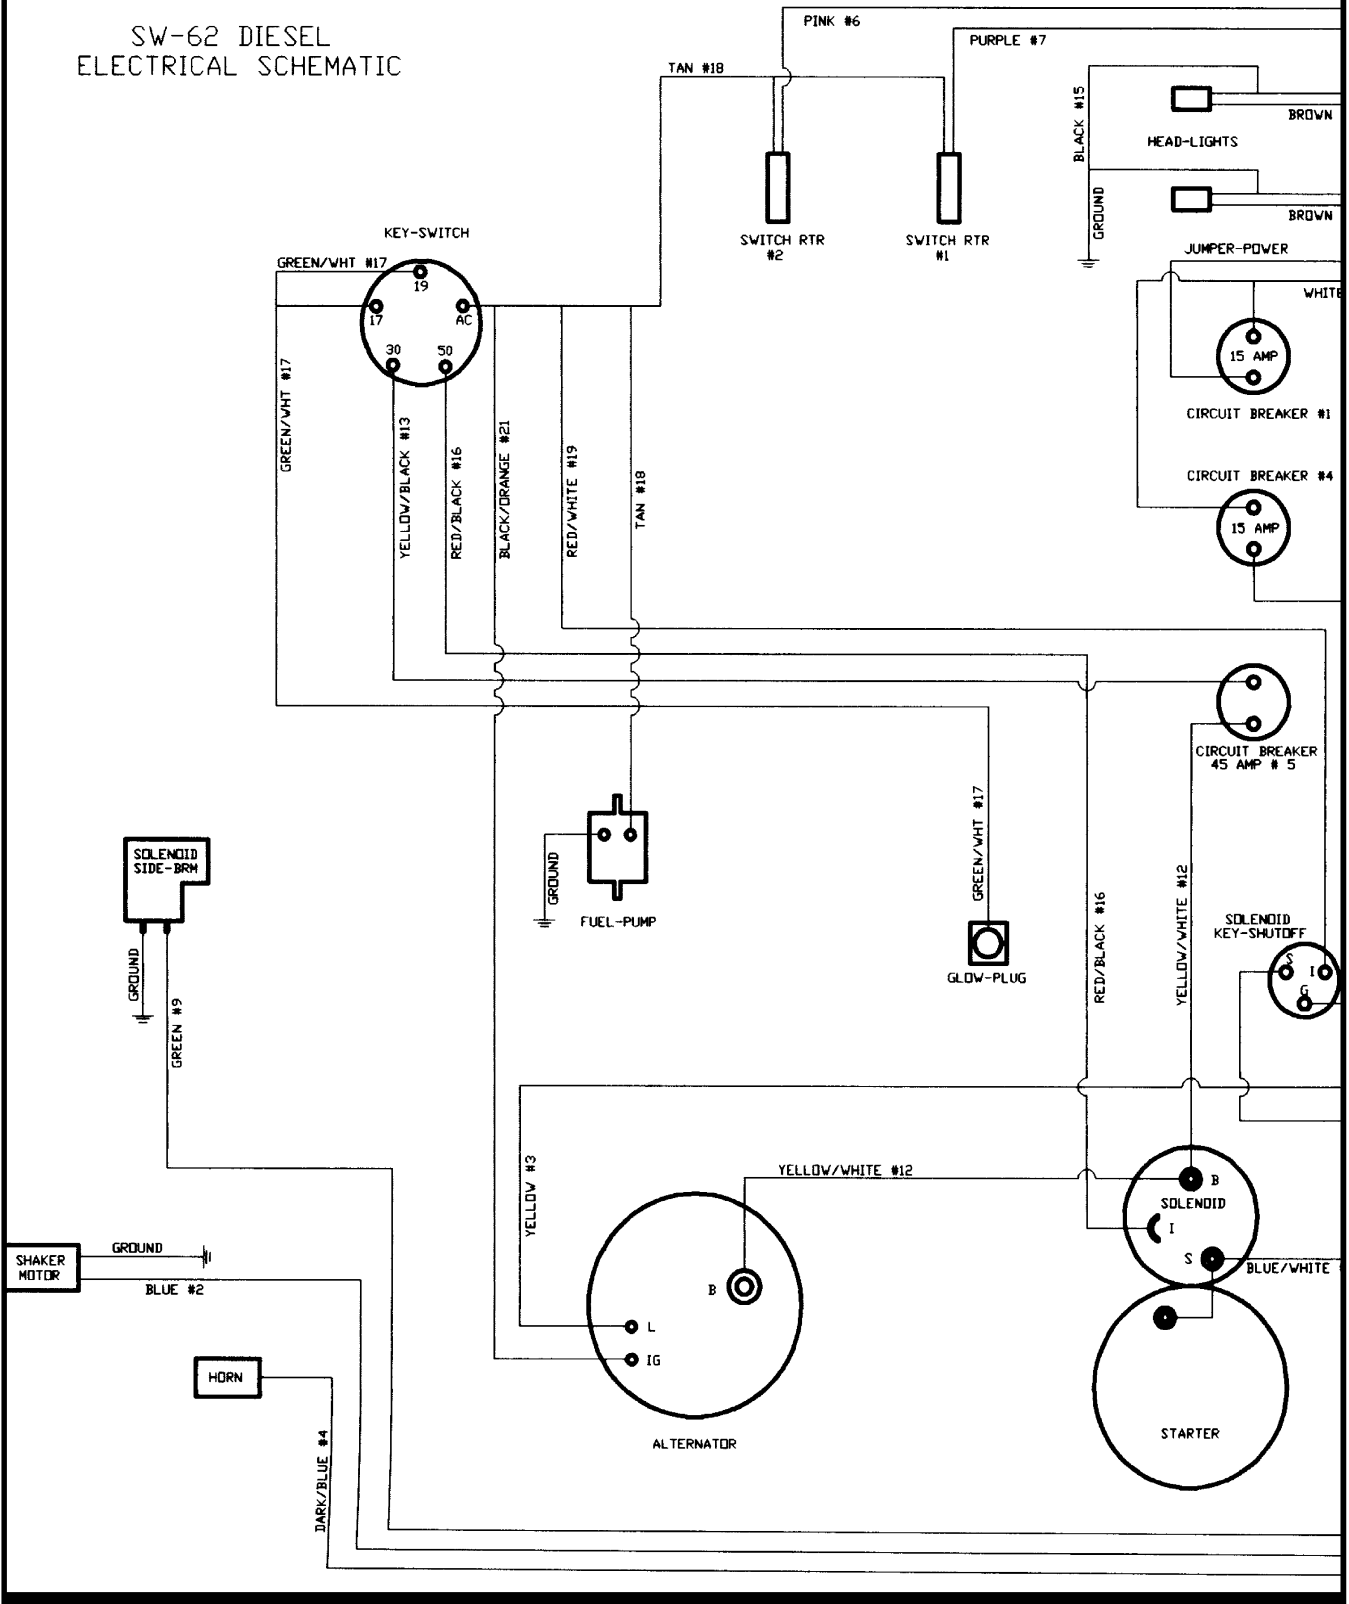 SW-62 DIESEL
ELECTRICAL SCHEMATIC
PINK #6
PURPLE #7
TAN #18
BLACK #15
BROWN
HEAD-LIGHTS
GROUND
BROWN
SWITCH RTR
#2
SWITCH RTR
#1
KEY-SWITCH
JUMPER-POWER
GREEN/WHT #17
19
17
AC
30
50
WHITE
15 AMP
CIRCUIT BREAKER #1
GREEN/WHT #17
YELLOW/BLACK #13
RED/BLACK #16
BLACK/ORANGE #21
RED/WHITE #19
TAN #18
CIRCUIT BREAKER #4
15 AMP
CIRCUIT BREAKER
45 AMP # 5
SOLENOID
SIDE-BRM
GROUND
GREEN #9
GROUND
FUEL-PUMP
GREEN/WHT #17
GLOW-PLUG
RED/BLACK #16
YELLOW/WHITE #12
SOLENOID
KEY-SHUTOFF
S
I
G
YELLOW #3
YELLOW/WHITE #12
B
SOLENOID
I
S
BLUE/WHITE
SHAKER
MOTOR
GROUND
BLUE #2
B
L
IG
HORN
DARK/BLUE #4
ALTERNATOR
STARTER